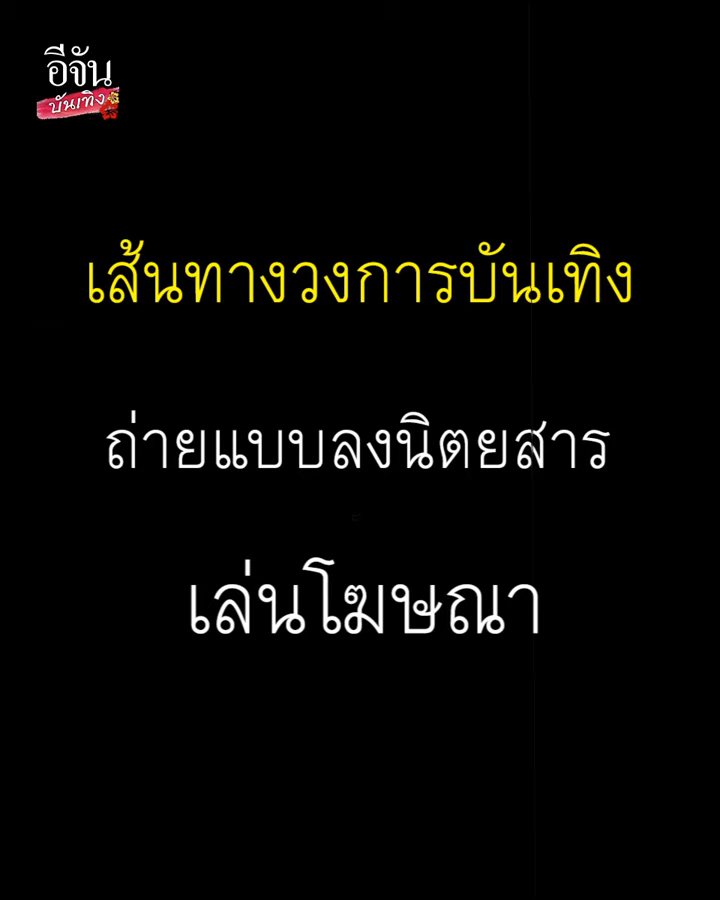 อีจัน
บันเทิง
เส้นทางวงการบันเทิง
ถ่ายแบบลงนิตยสาร
เล่นโฆษณา